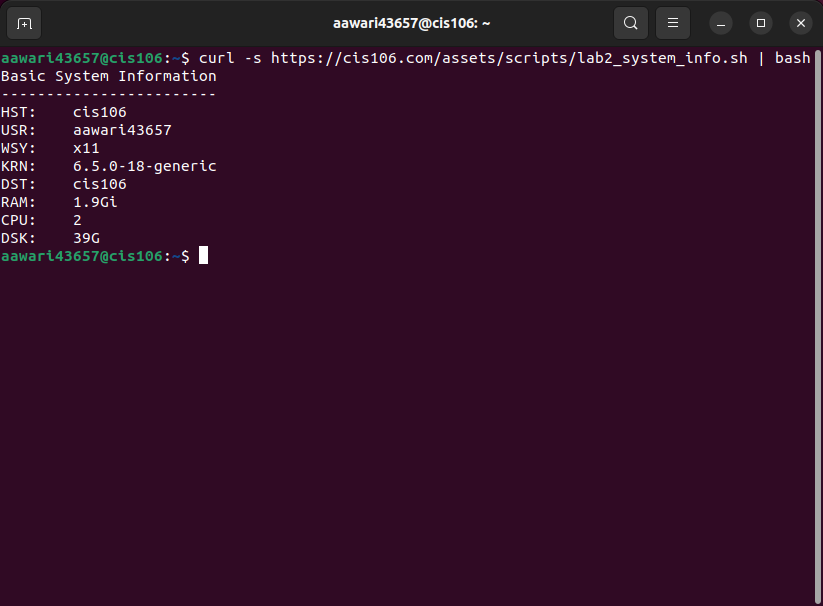 aawari43657@cis106: ~
aawari43657@cis106:~$ curl -s https://cis106.com/assets/scripts/lab2_system_info.sh | bash
Basic System Information
------------------------
HST:    cis106
USR:    aawari43657
WSY:    x11
KRN:    6.5.0-18-generic
DST:    cis106
RAM:    1.9Gi
CPU:    2
DSK:    39G
aawari43657@cis106:~$